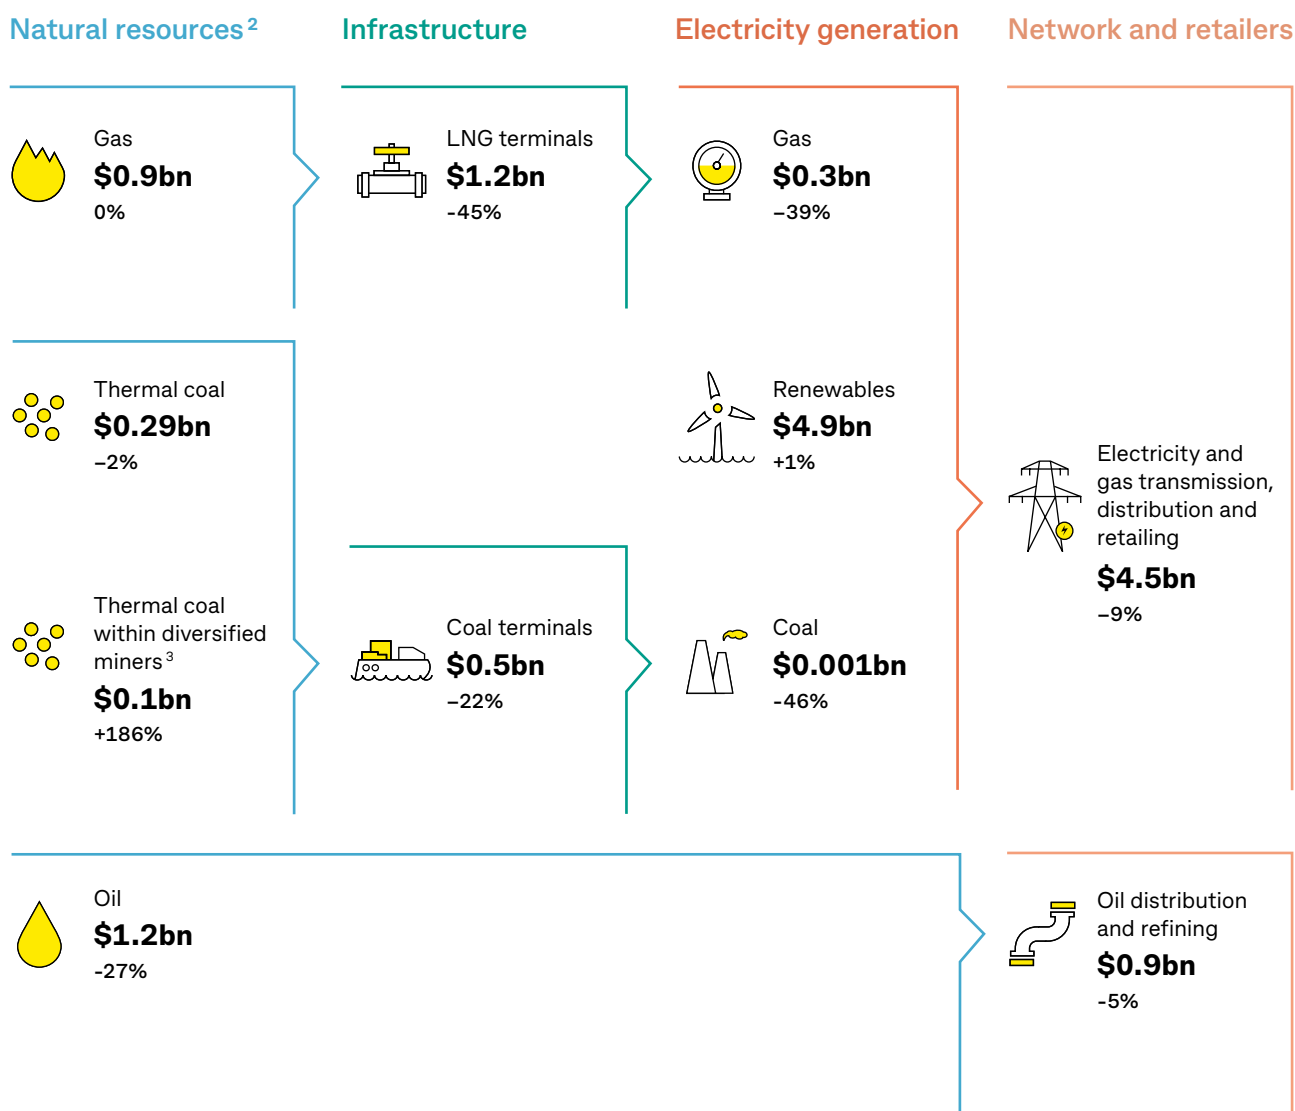 Natural resources²
Infrastructure
Electricity generation
Network and retailers
Gas
$0.9bn
0%
LNG terminals
$1.2bn
-45%
Gas
$0.3bn
–39%
Thermal coal
$0.29bn
–2%
Renewables
$4.9bn
+1%
Electricity and
gas transmission,
distribution and
retailing
$4.5bn
–9%
Thermal coal
within diversified
miners³
$0.1bn
+186%
Coal terminals
$0.5bn
–22%
Coal
$0.001bn
-46%
Oil
$1.2bn
-27%
Oil distribution
and refining
$0.9bn
-5%